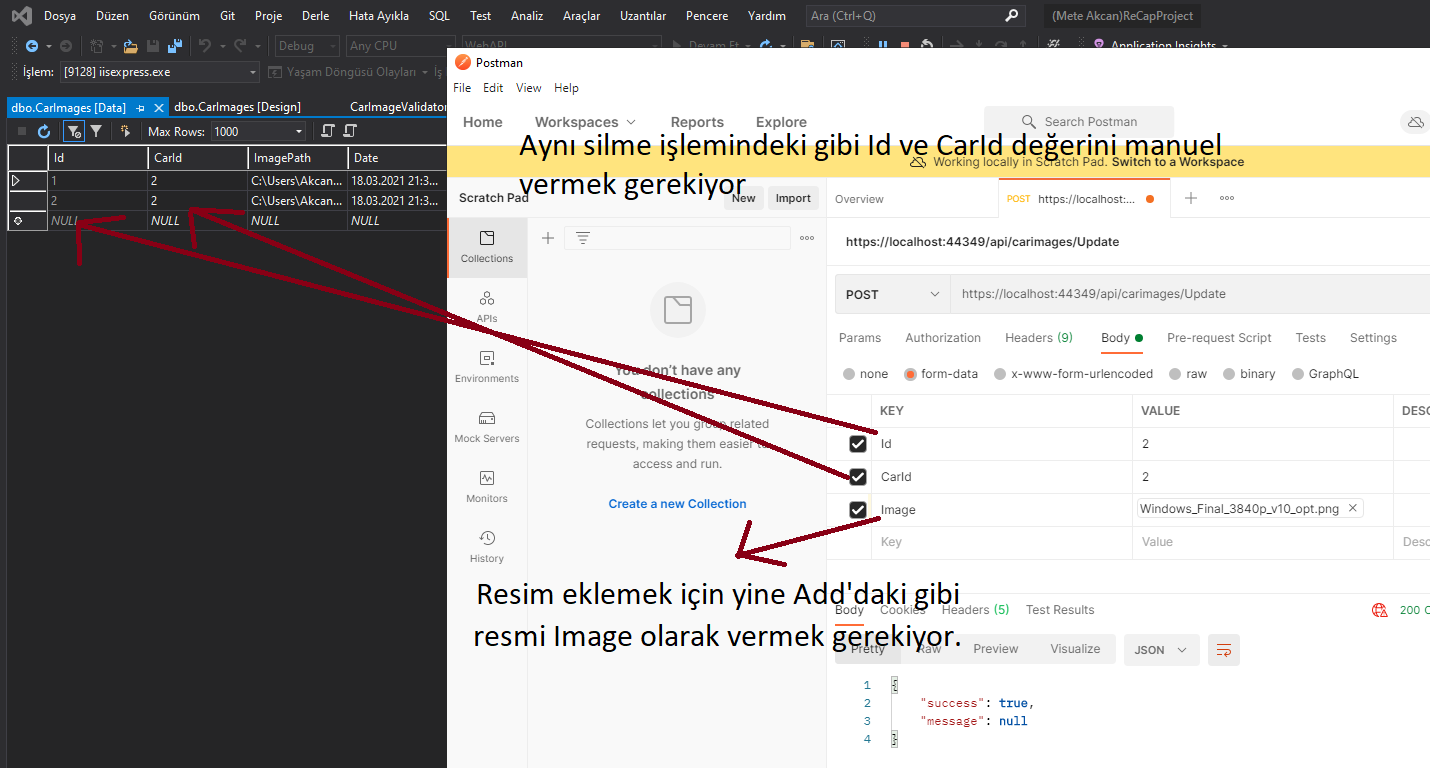 Dosya Düzen Görünüm Git Proje Derle Hata Ayıkla SQL Test Analiz Araçlar Uzantılar Pencere Yardım Ara (Ctrl+Q) (Mete Akcan)ReCapProject
Debug Any CPU WebAPI Devam Et Application Insights
İşlem: [9128] iisexpress.exe Yaşam Döngüsü Olayları İş
dbo.CarImages [Data] dbo.CarImages [Design] CarImageValidator
Max Rows: 1000
Id CarId ImagePath Date
1 2 C:\Users\Akcan... 18.03.2021 21:3...
2 2 C:\Users\Akcan... 18.03.2021 21:3...
NULL NULL NULL NULL
Postman
File Edit View Help
Home Workspaces Reports Explore Search Postman
Aynı silme işlemindeki gibi Id ve CarId değerini manuel
vermek gerekiyor
Working locally in Scratch Pad. Switch to a Workspace
Scratch Pad New Import
Overview POST https://localhost:...
https://localhost:44349/api/carimages/Update
Collections
APIs
Environments
Mock Servers
Monitors
History
You don't have any
collections
Collections let you group related
requests, making them easier to
access and run.
Create a new Collection
POST https://localhost:44349/api/carimages/Update
Params Authorization Headers (9) Body Pre-request Script Tests Settings
none form-data x-www-form-urlencoded raw binary GraphQL
KEY VALUE DESC
Id 2
CarId 2
Image Windows_Final_3840p_v10_opt.png
Key Value Desc
Resim eklemek için yine Add'daki gibi
resmi Image olarak vermek gerekiyor.
Body Cookies Headers (5) Test Results 200 O
Pretty Raw Preview Visualize JSON
1 {
2 "success": true,
3 "message": null
4 }